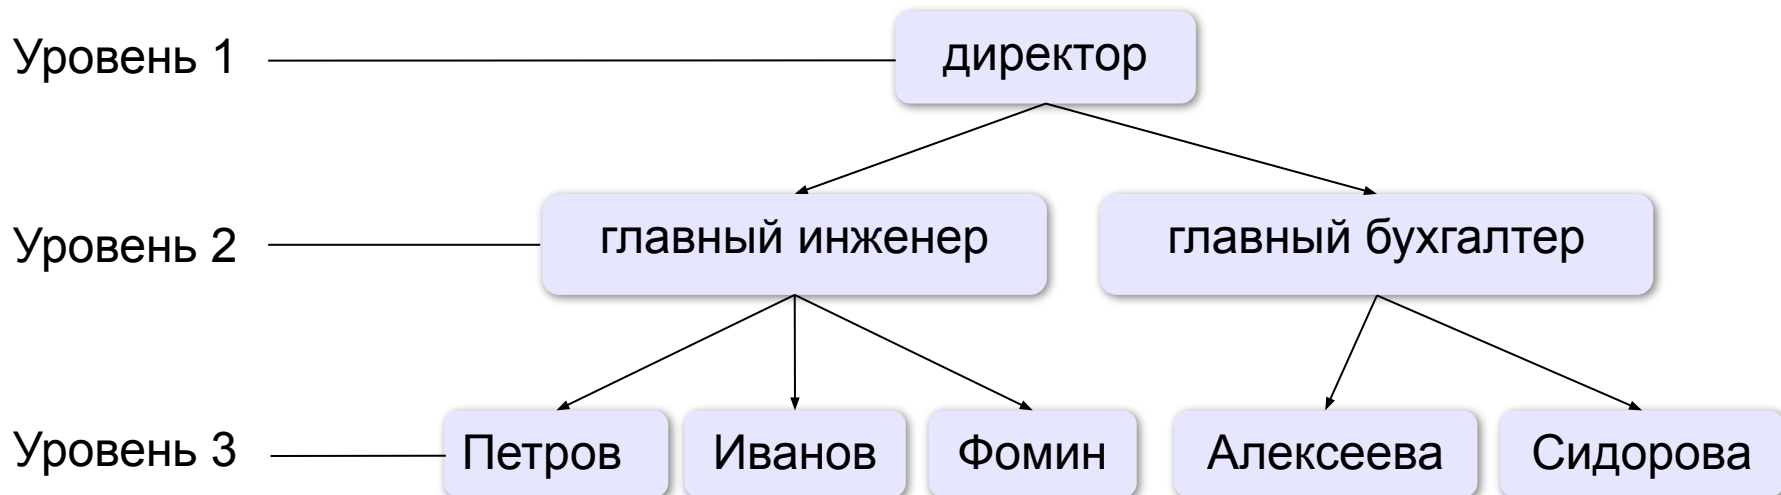 Уровень 1
директор
Уровень 2
главный инженер
главный бухгалтер
Уровень 3
Петров
Иванов
Фомин
Алексеева
Сидорова